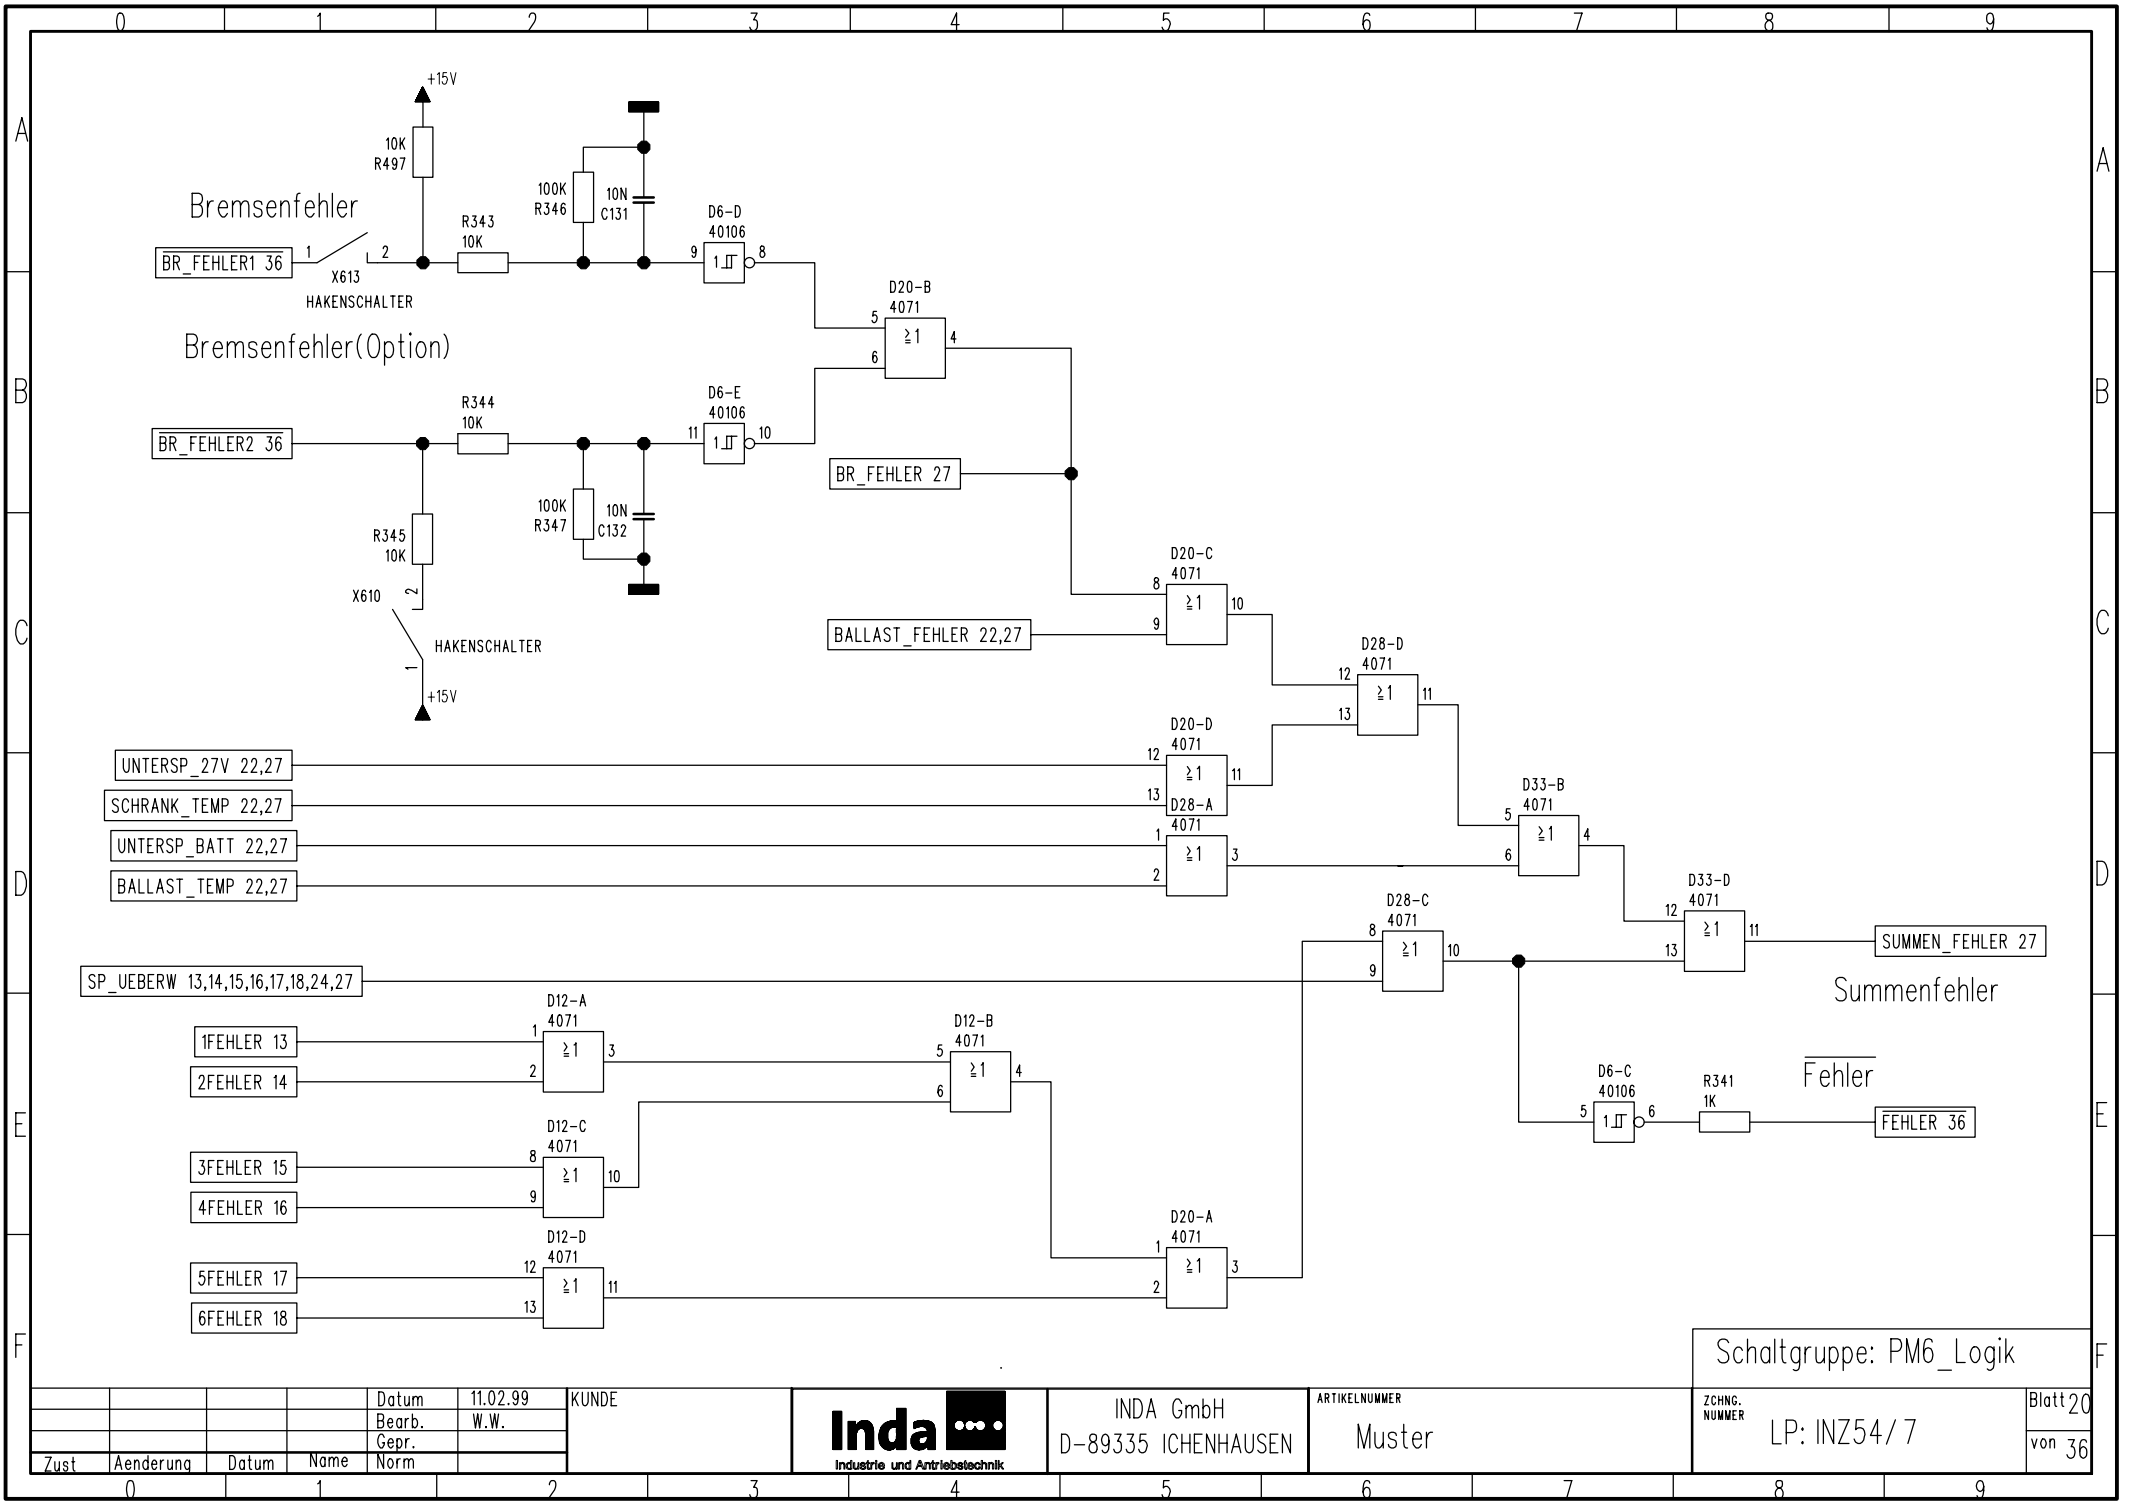 0 1 2 3 4 5 6 7 8 9
A
A
B
B
C
C
D
D
E
E
F
F
+15V
10K
R497
Bremsenfehler
BR_FEHLER1 36
1
2
X613
HAKENSCHALTER
R343
10K
100K
R346
10N
C131
D6-D
40106
9
1
8
Bremsenfehler(Option)
BR_FEHLER2 36
R344
10K
D6-E
40106
11
1
10
R345
10K
100K
R347
10N
C132
X610
2
1
HAKENSCHALTER
+15V
D20-B
4071
5
6
≥1
4
BR_FEHLER 27
D20-C
4071
8
9
≥1
10
BALLAST_FEHLER 22,27
D28-D
4071
12
13
≥1
11
D20-D
4071
12
13
≥1
11
UNTERSP_27V 22,27
SCHRANK_TEMP 22,27
D28-A
4071
1
2
≥1
3
UNTERSP_BATT 22,27
BALLAST_TEMP 22,27
D33-B
4071
5
6
≥1
4
D33-D
4071
12
13
≥1
11
SUMMEN_FEHLER 27
Summenfehler
D28-C
4071
8
9
≥1
10
SP_UEBERW 13,14,15,16,17,18,24,27
D12-A
4071
1
2
≥1
3
1FEHLER 13
2FEHLER 14
D12-B
4071
5
6
≥1
4
D12-C
4071
8
9
≥1
10
3FEHLER 15
4FEHLER 16
D12-D
4071
12
13
≥1
11
5FEHLER 17
6FEHLER 18
D20-A
4071
1
2
≥1
3
D6-C
40106
5
1
6
R341
1K
Fehler
FEHLER 36
Schaltgruppe: PM6_Logik
Datum 11.02.99
Bearb. W.W.
Gepr.
Zust Aenderung Datum Name Norm
KUNDE
Inda
Industrie und Antriebstechnik
INDA GmbH
D-89335 ICHENHAUSEN
ARTIKELNUMMER
Muster
ZCHNG.
NUMMER
LP: INZ54/7
Blatt 20
von 36
0 1 2 3 4 5 6 7 8 9